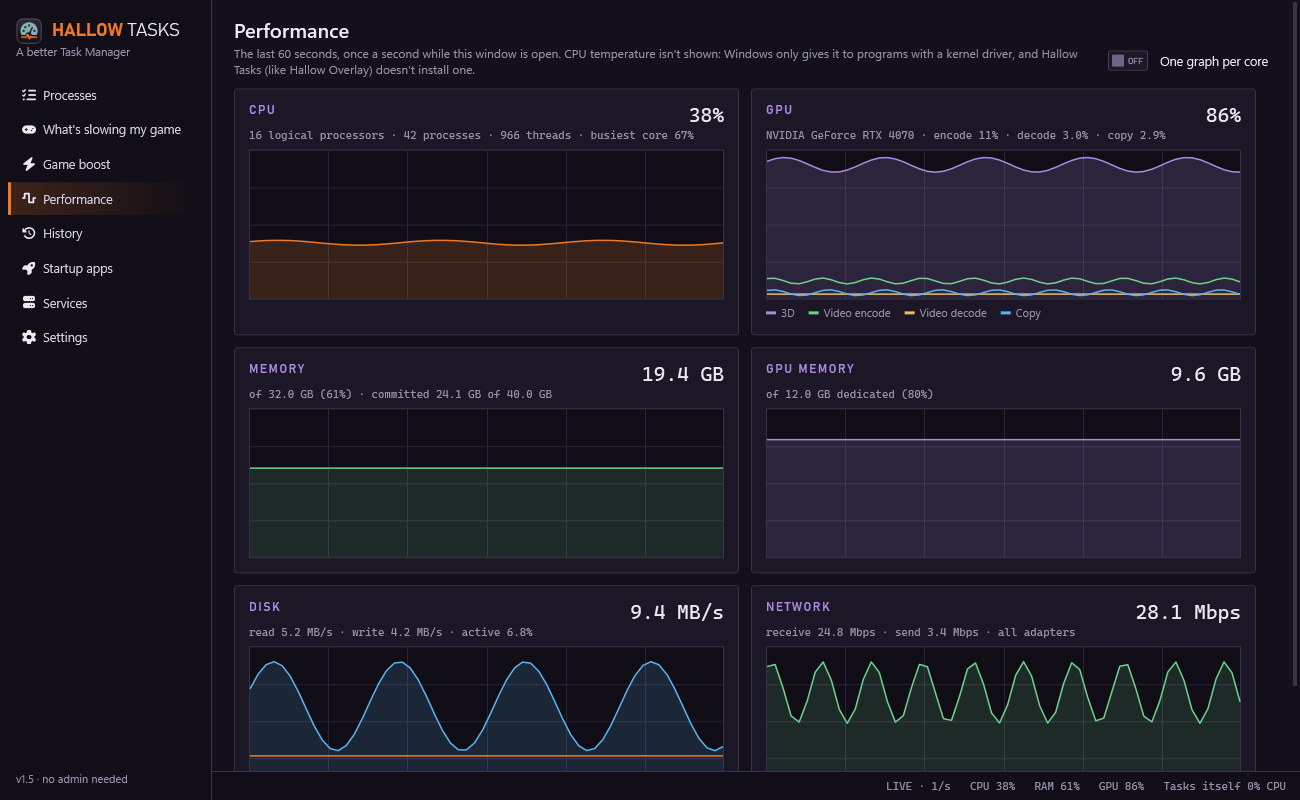 HALLOW TASKS
A better Task Manager
Processes
What's slowing my game
Game boost
Performance
History
Startup apps
Services
Settings
v1.5 · no admin needed
Performance
The last 60 seconds, once a second while this window is open. CPU temperature isn't shown: Windows only gives it to programs with a kernel driver, and Hallow
Tasks (like Hallow Overlay) doesn't install one.
OFF
One graph per core
CPU
38%
16 logical processors · 42 processes · 966 threads · busiest core 67%
GPU
86%
NVIDIA GeForce RTX 4070 · encode 11% · decode 3.0% · copy 2.9%
3D
Video encode
Video decode
Copy
MEMORY
19.4 GB
of 32.0 GB (61%) · committed 24.1 GB of 40.0 GB
GPU MEMORY
9.6 GB
of 12.0 GB dedicated (80%)
DISK
9.4 MB/s
read 5.2 MB/s · write 4.2 MB/s · active 6.8%
NETWORK
28.1 Mbps
receive 24.8 Mbps · send 3.4 Mbps · all adapters
LIVE · 1/s
CPU 38%
RAM 61%
GPU 86%
Tasks itself 0% CPU